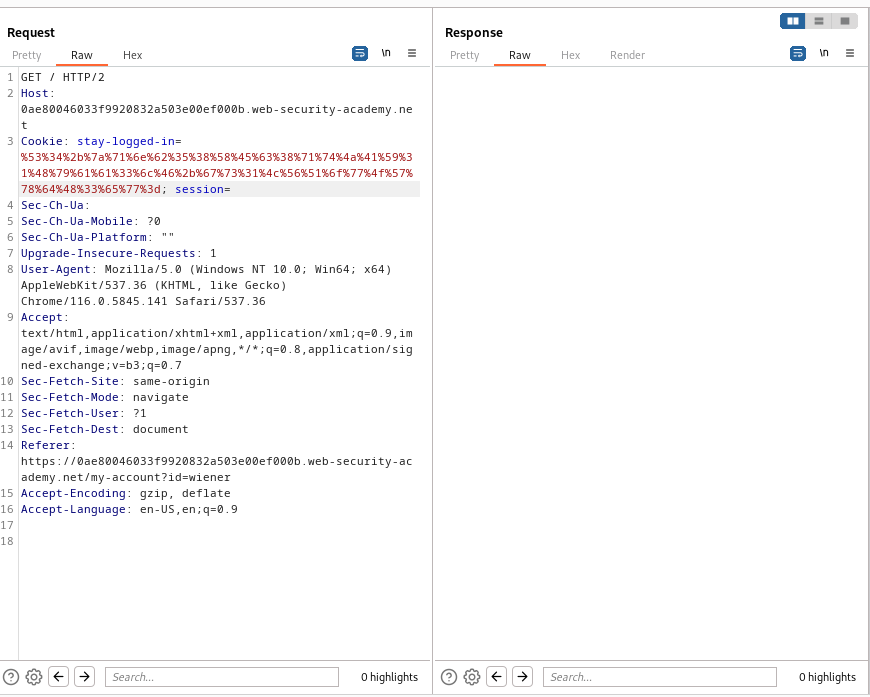 Request
Pretty Raw Hex
\n
1 GET / HTTP/2
2 Host:
0ae80046033f9920832a503e00ef000b.web-security-academy.ne
t
3 Cookie: stay-logged-in=
%53%34%2b%7a%71%6e%62%35%38%58%45%63%38%71%74%4a%41%59%3
1%48%79%61%61%33%6c%46%2b%67%73%31%4c%56%51%6f%77%4f%57%
78%64%48%33%65%77%3d; session=
4 Sec-Ch-Ua:
5 Sec-Ch-Ua-Mobile: ?0
6 Sec-Ch-Ua-Platform: ""
7 Upgrade-Insecure-Requests: 1
8 User-Agent: Mozilla/5.0 (Windows NT 10.0; Win64; x64)
AppleWebKit/537.36 (KHTML, like Gecko)
Chrome/116.0.5845.141 Safari/537.36
9 Accept:
text/html,application/xhtml+xml,application/xml;q=0.9,im
age/avif,image/webp,image/apng,*/*;q=0.8,application/sig
ned-exchange;v=b3;q=0.7
10 Sec-Fetch-Site: same-origin
11 Sec-Fetch-Mode: navigate
12 Sec-Fetch-User: ?1
13 Sec-Fetch-Dest: document
14 Referer:
https://0ae80046033f9920832a503e00ef000b.web-security-ac
ademy.net/my-account?id=wiener
15 Accept-Encoding: gzip, deflate
16 Accept-Language: en-US,en;q=0.9
17
18
Search...
0 highlights
Response
Pretty Raw Hex Render
\n
Search...
0 highlights